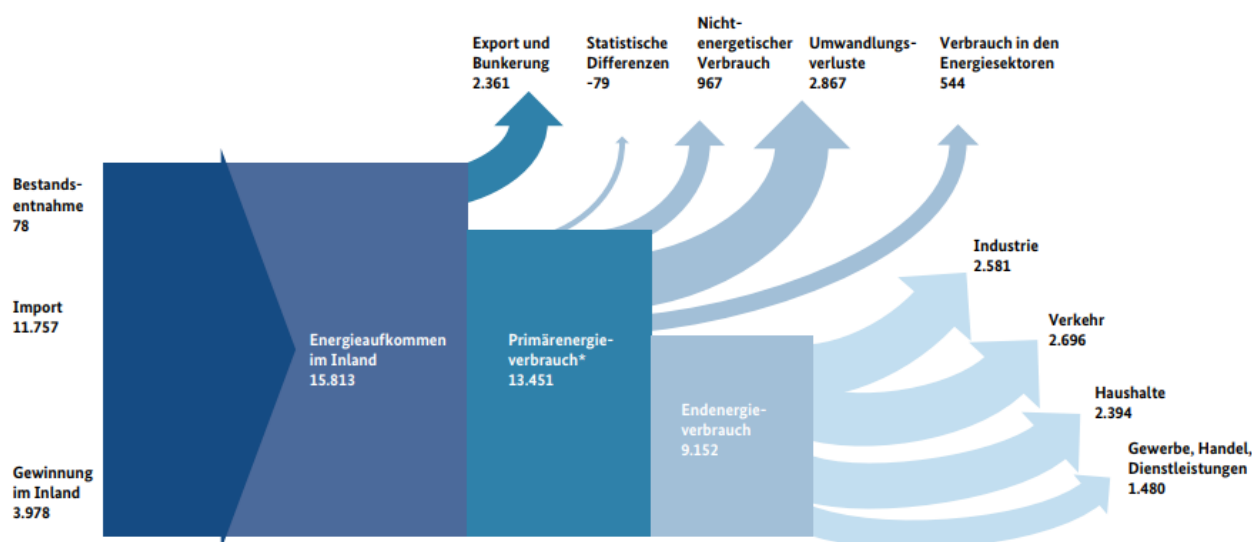 Export und
Bunkerung
2.361
Statistische
Differenzen
-79
Nicht-
energetischer
Verbrauch
967
Umwandlungs-
verluste
2.867
Verbrauch in den
Energiesektoren
544
Bestands-
entnahme
78
Import
11.757
Gewinnung
im Inland
3.978
Energieaufkommen
im Inland
15.813
Primärenergie-
verbrauch*
13.451
Endenergie-
verbrauch
9.152
Industrie
2.581
Verkehr
2.696
Haushalte
2.394
Gewerbe, Handel,
Dienstleistungen
1.480